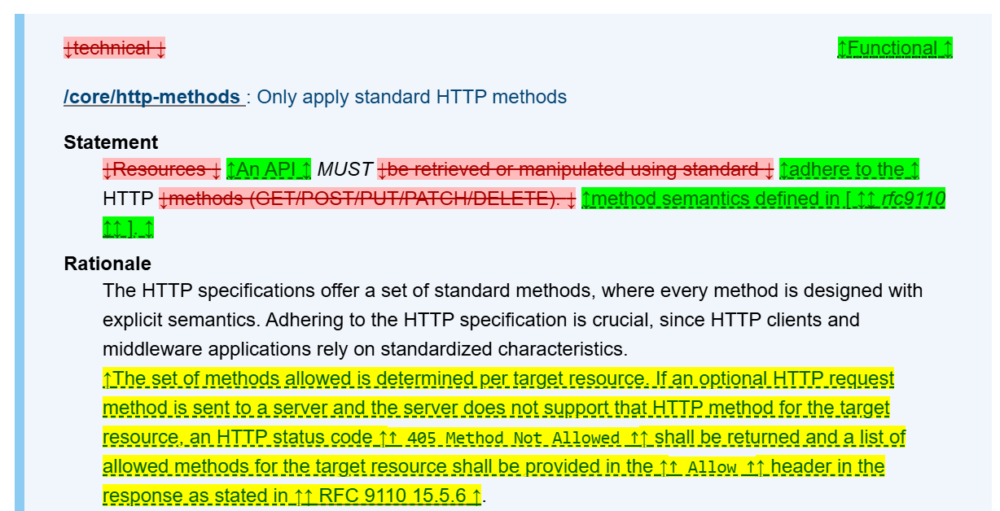 ↓technical ↓ ↑Functional ↑
/core/http-methods : Only apply standard HTTP methods
Statement
↓Resources ↓ ↑An API ↑ MUST ↓be retrieved or manipulated using standard ↓ ↑adhere to the ↑
HTTP ↓methods (GET/POST/PUT/PATCH/DELETE). ↓ ↑method semantics defined in [ ↑↑ rfc9110
↑↑ ]. ↑
Rationale
The HTTP specifications offer a set of standard methods, where every method is designed with
explicit semantics. Adhering to the HTTP specification is crucial, since HTTP clients and
middleware applications rely on standardized characteristics.
↑The set of methods allowed is determined per target resource. If an optional HTTP request
method is sent to a server and the server does not support that HTTP method for the target
resource, an HTTP status code ↑↑ 405 Method Not Allowed ↑↑ shall be returned and a list of
allowed methods for the target resource shall be provided in the ↑↑ Allow ↑↑ header in the
response as stated in ↑↑ RFC 9110 15.5.6 ↑.